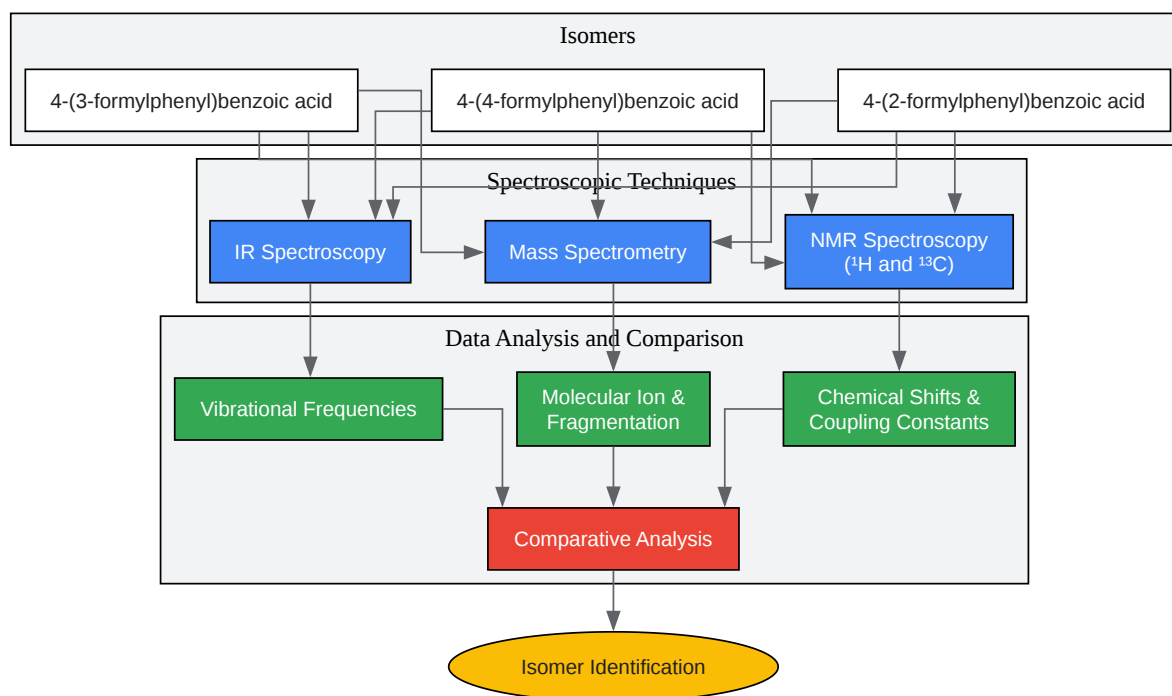 Isomers
4-(3-formylphenyl)benzoic acid
4-(4-formylphenyl)benzoic acid
4-(2-formylphenyl)benzoic acid
Spectroscopic Techniques
IR Spectroscopy
Mass Spectrometry
NMR Spectroscopy
(¹H and ¹³C)
Data Analysis and Comparison
Vibrational Frequencies
Molecular Ion &
Fragmentation
Chemical Shifts &
Coupling Constants
Comparative Analysis
Isomer Identification